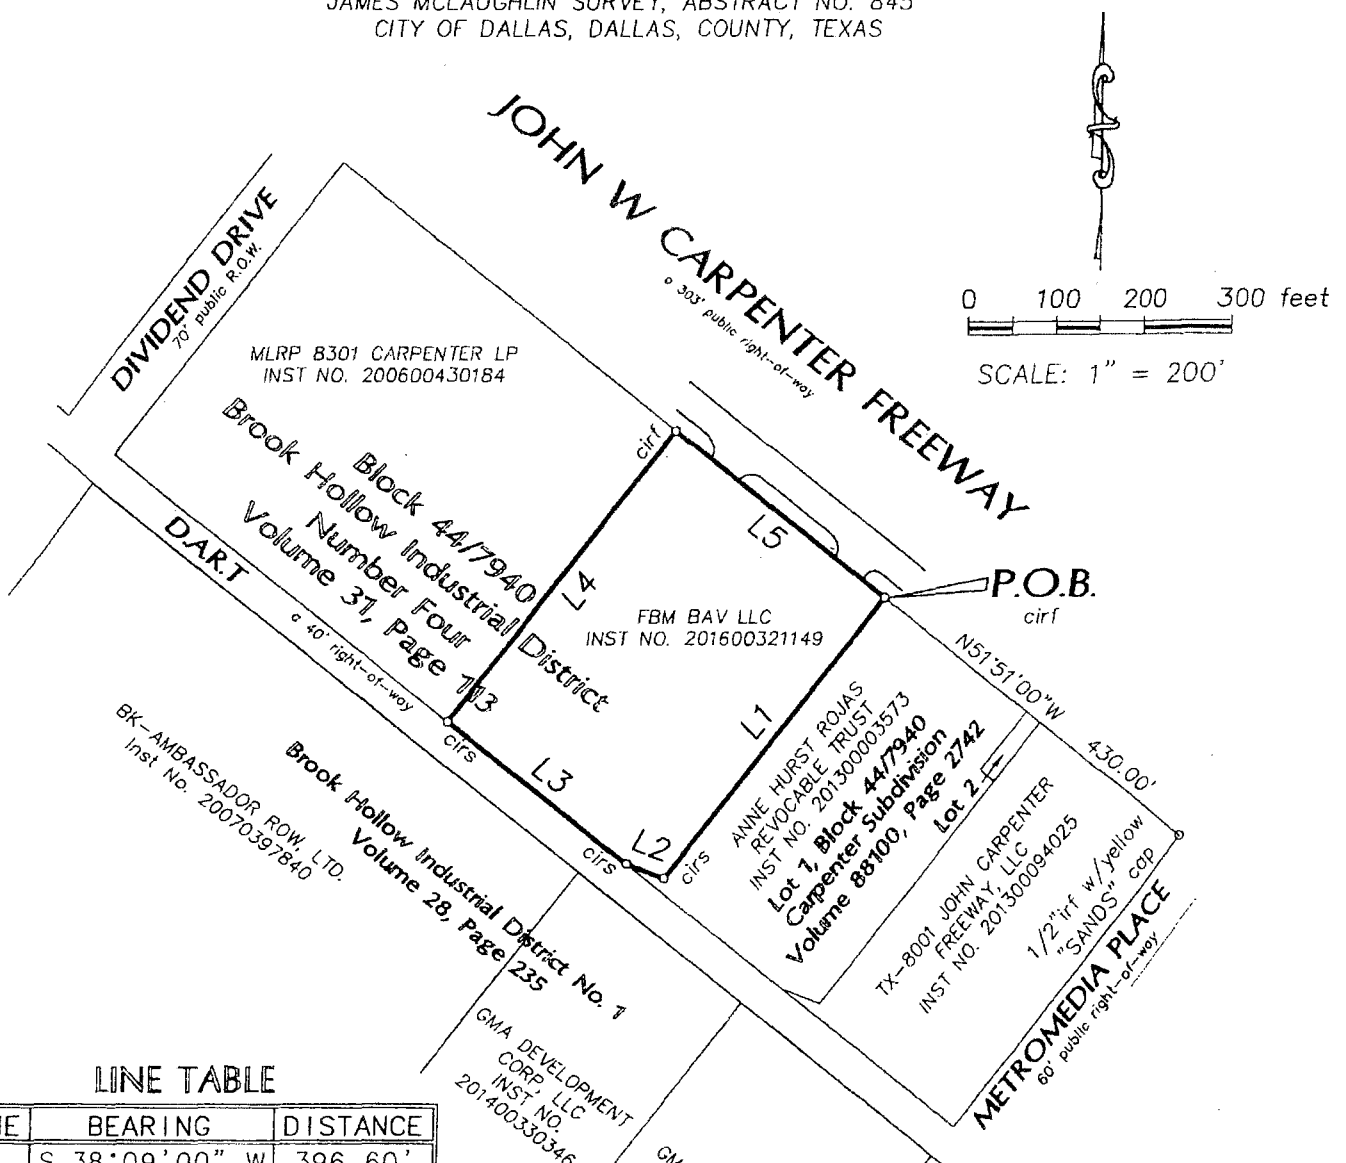 JAMES MCLAUGHLIN SURVEY, ABSTRACT NO. 845
CITY OF DALLAS, DALLAS, COUNTY, TEXAS
0 100 200 300 feet
SCALE: 1" = 200'
JOHN W CARPENTER FREEWAY
a 303' public right-of-way
DIVIDEND DRIVE
70' public R.O.W.
MLRP 8301 CARPENTER LP
INST NO. 200600430184
Block 44/7940
Brook Hollow Industrial District
Number Four
Volume 31, Page 113
cirf
L5
L4
FBM BAV LLC
INST NO. 201600321149
P.O.B.
cirf
D.AR.T
a 40' right-of-way
L1
L3
L2
cirs
cirs
cirs
N51°51'00"W
430.00'
ANNE HURST ROJAS
REVOCABLE TRUST
INST NO. 201300003573
Lot 1, Block 44/7940
Carpenter Subdivision
Volume 88100, Page 2742
Lot 2
TX-8001 JOHN CARPENTER
FREEWAY, LLC
INST NO. 201300094025
1/2"irf w/yellow
"SANDS" cap
METROMEDIA PLACE
60' public right-of-way
BK-AMBASSADOR ROW, LTD.
Inst No. 20070397840
Brook Hollow Industrial District No. 1
Volume 28, Page 235
GMA DEVELOPMENT
CORP, LLC
INST NO.
201400330346
GM
LINE TABLE
NE BEARING DISTANCE
S 38°09'00" W 396.60'